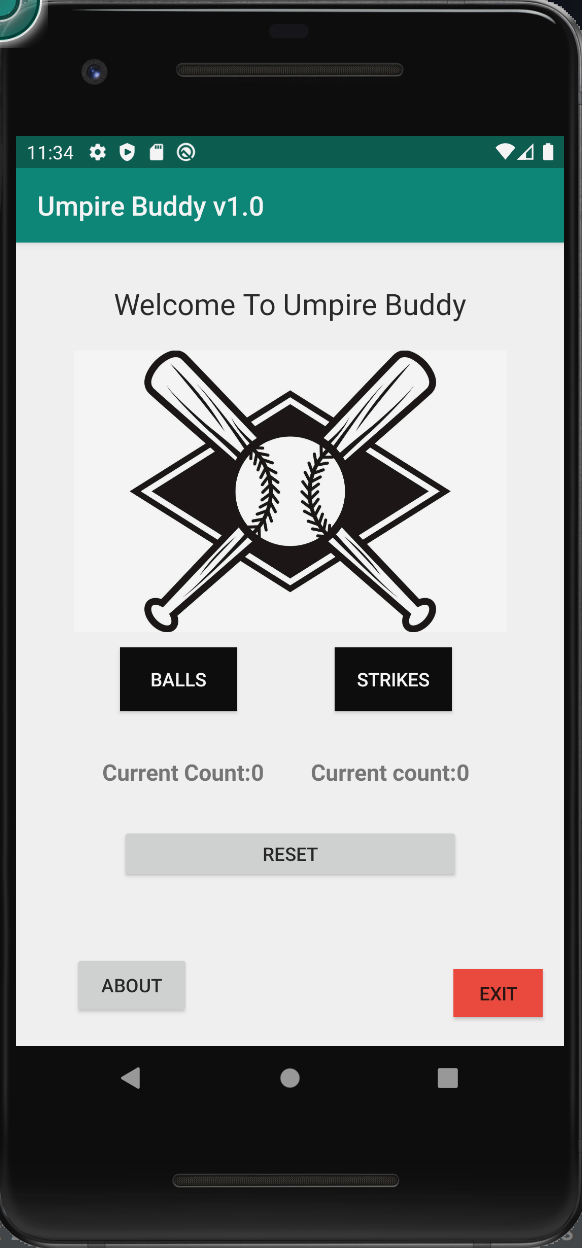 11:34
Umpire Buddy v1.0
Welcome To Umpire Buddy
BALLS STRIKES
Current Count:0 Current count:0
RESET
ABOUT
EXIT